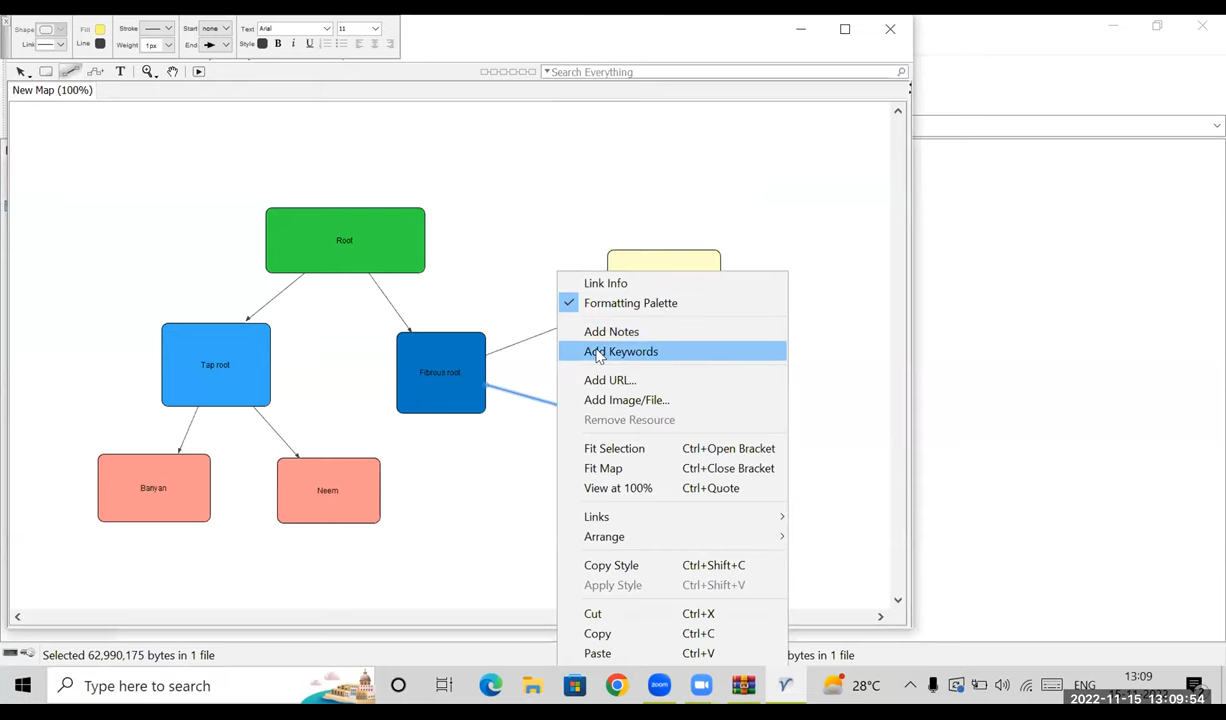 Shape
Fill
Stroke
Start
none
Text
Arial
11
Link
Line
Weight
1px
End
Style
B
i
U
T
Search Everything
New Map (100%)
Root
Tap root
Fibrous root
Banyan
Neem
Link Info
Formatting Palette
Add Notes
Add Keywords
Add URL...
Add Image/File...
Remove Resource
Fit Selection Ctrl+Open Bracket
Fit Map Ctrl+Close Bracket
View at 100% Ctrl+Quote
Links
Arrange
Copy Style Ctrl+Shift+C
Apply Style Ctrl+Shift+V
Cut Ctrl+X
Copy Ctrl+C
Paste Ctrl+V
Selected 62,990,175 bytes in 1 file
bytes in 1 file
Type here to search
zoom
28°C
ENG
13:09
2022-11-15 13:09:54